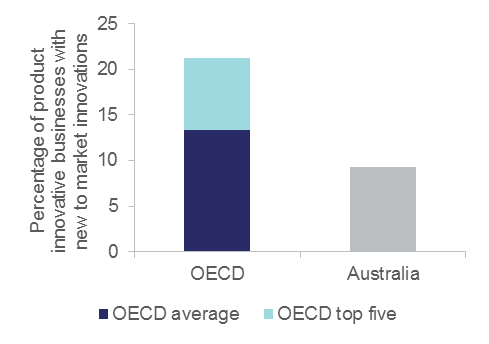 Percentage of product
innovative businesses with
new to market innovations
25
20
15
10
5
0
OECD
Australia
OECD average
OECD top five